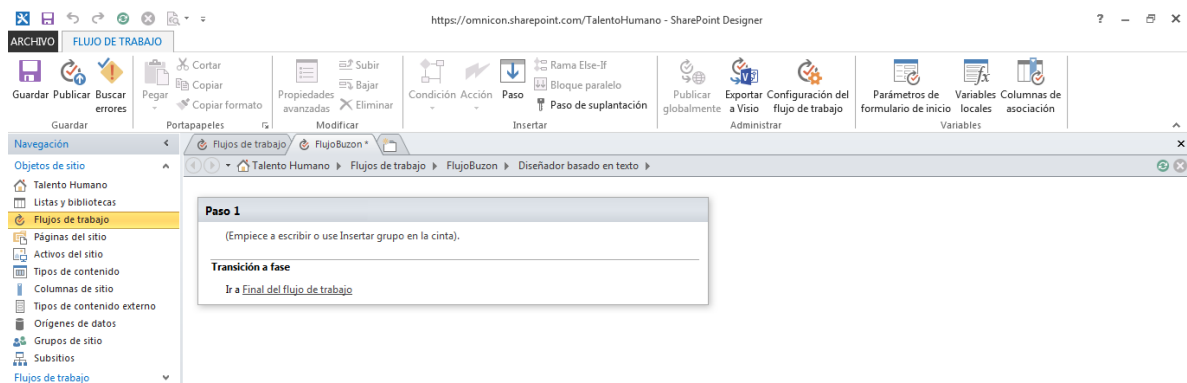 https://omnicon.sharepoint.com/TalentoHumano - SharePoint Designer
ARCHIVO FLUJO DE TRABAJO
Guardar Publicar Buscar errores
Guardar
Pegar Cortar
Copiar
Copiar formato
Portapapeles
Propiedades avanzadas Subir
Bajar
Eliminar
Modificar
Condición Acción Paso Rama Else-If
Bloque paralelo
Paso de suplantación
Insertar
Publicar globalmente Exportar a Visio Configuración del flujo de trabajo
Administrar
Parámetros de formulario de inicio Variables locales Columnas de asociación
Variables
Navegación
Objetos de sitio
Talento Humano
Listas y bibliotecas
Flujos de trabajo
Páginas del sitio
Activos del sitio
Tipos de contenido
Columnas de sitio
Tipos de contenido externo
Orígenes de datos
Grupos de sitio
Subsitios
Flujos de trabajo
Flujos de trabajo FlujoBuzon *
Talento Humano Flujos de trabajo FlujoBuzon Diseñador basado en texto
Paso 1
(Empiece a escribir o use Insertar grupo en la cinta).
Transición a fase
Ir a Final del flujo de trabajo